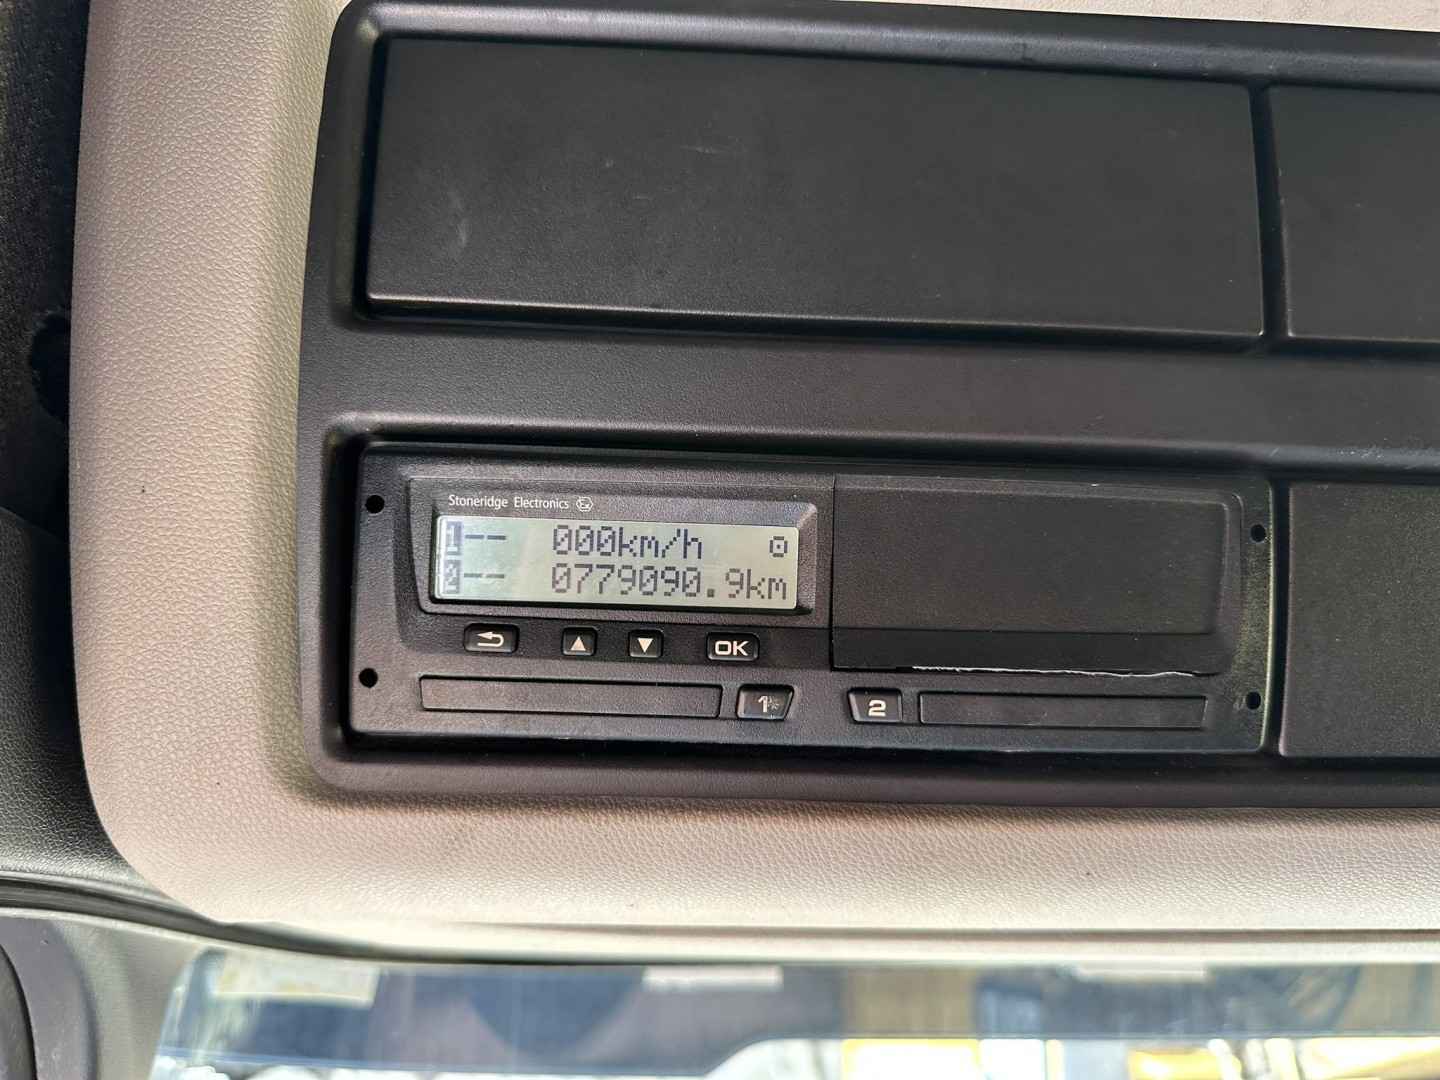 Stoneridge Electronics
1-- 000km/h
2-- 0779090.9km
OK
1
2